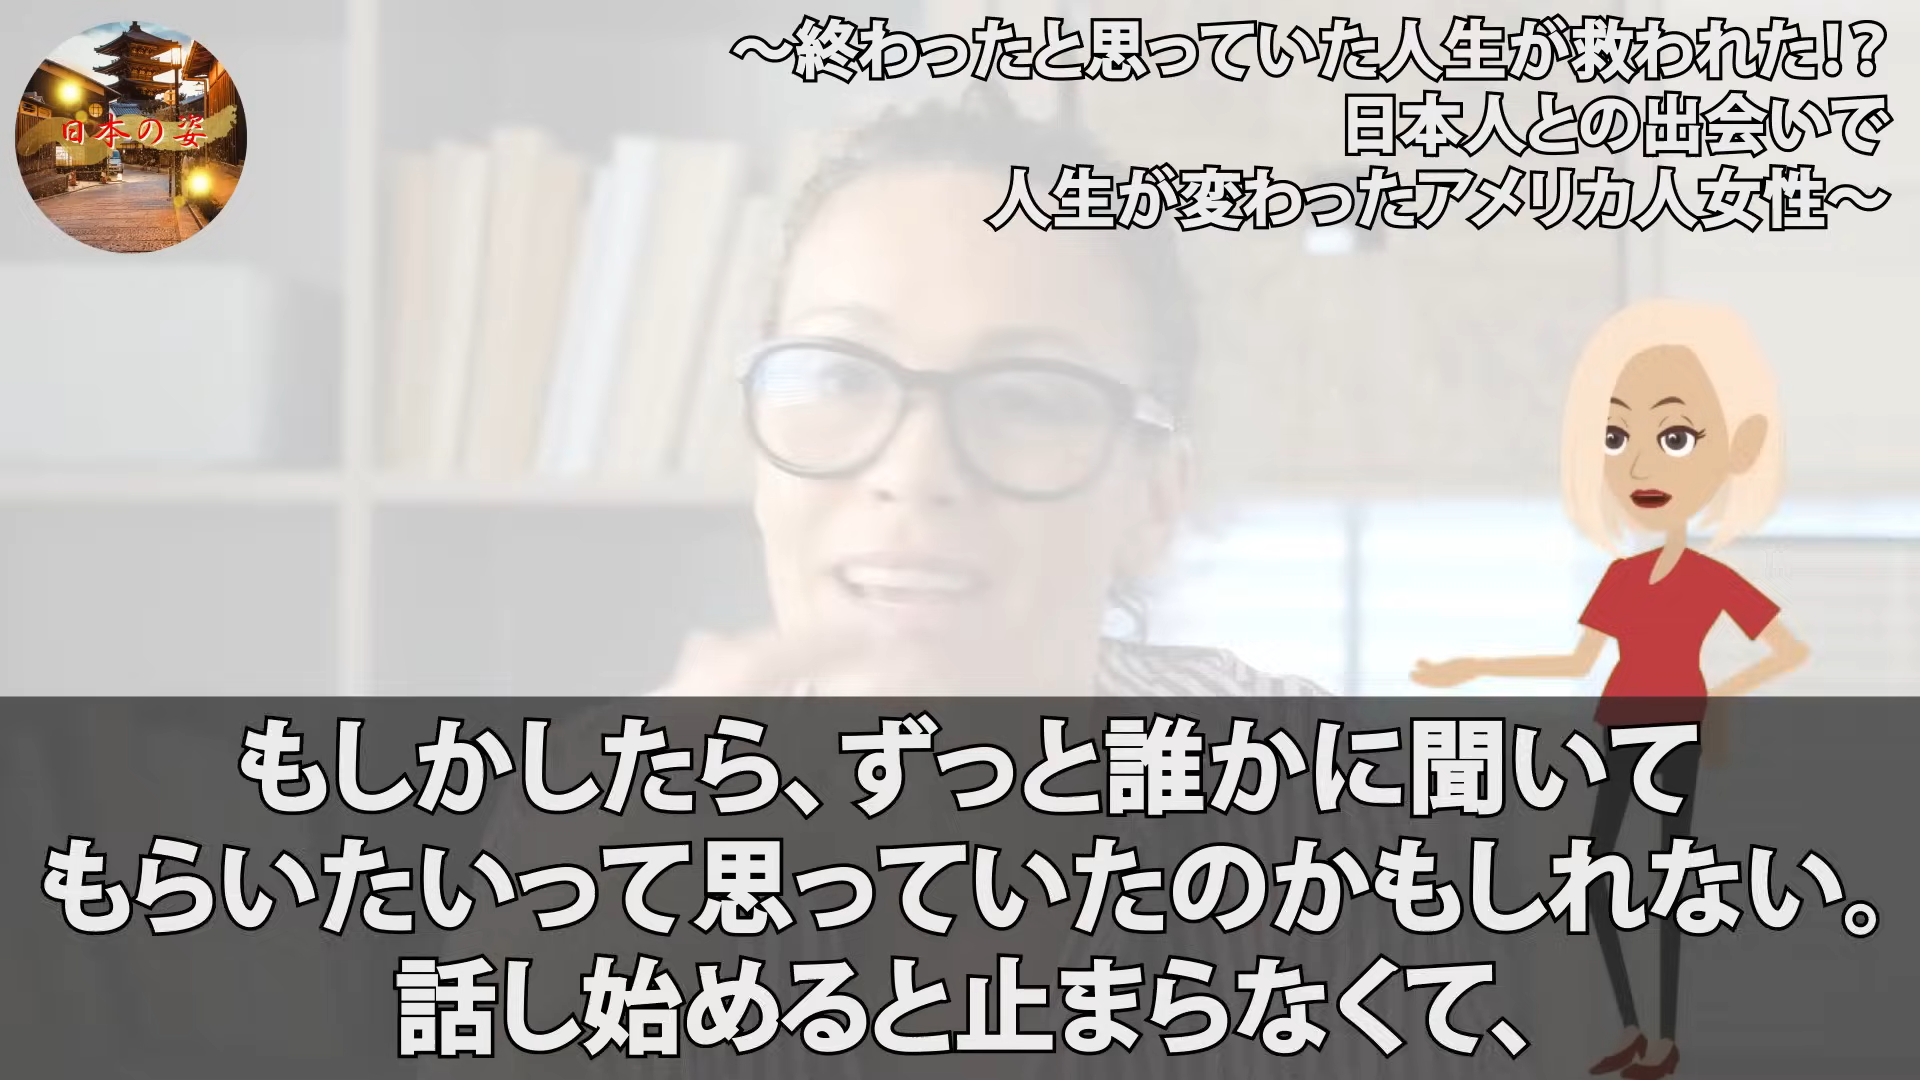 日本の姿
～終わったと思っていた人生が救われた!?
日本人との出会いで
人生が変わったアメリカ人女性～
もしかしたら、ずっと誰かに聞いて
もらいたいって思っていたのかもしれない。
話し始めると止まらなくて、